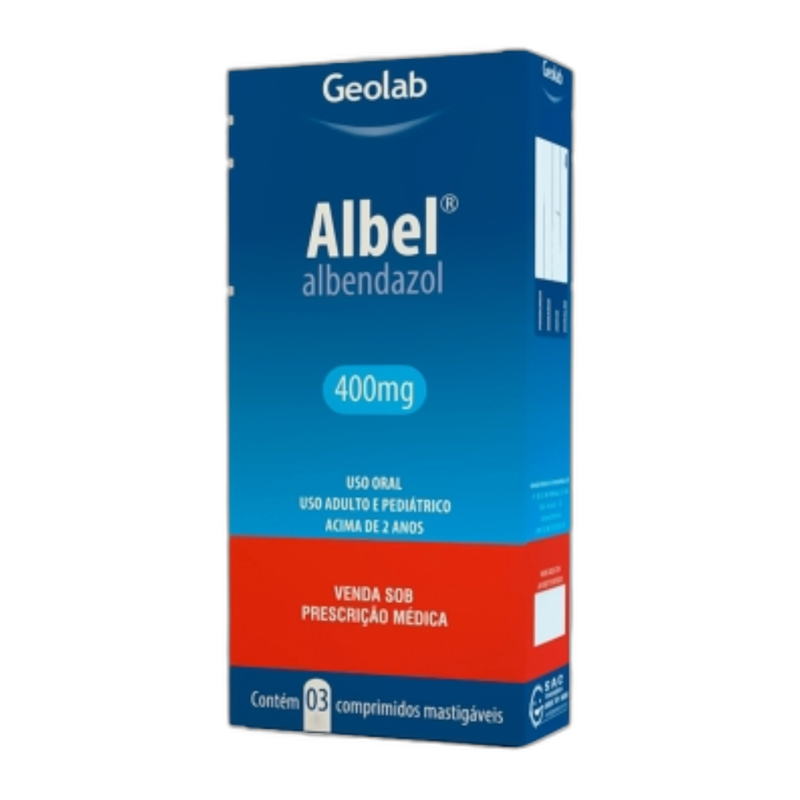 Geolab
Albel®
albendazol
400mg
USO ORAL
USO ADULTO E PEDIÁTRICO
ACIMA DE 2 ANOS
VENDA SOB
PRESCRIÇÃO MÉDICA
Contém 03 comprimidos mastigáveis
Geolab
SAC